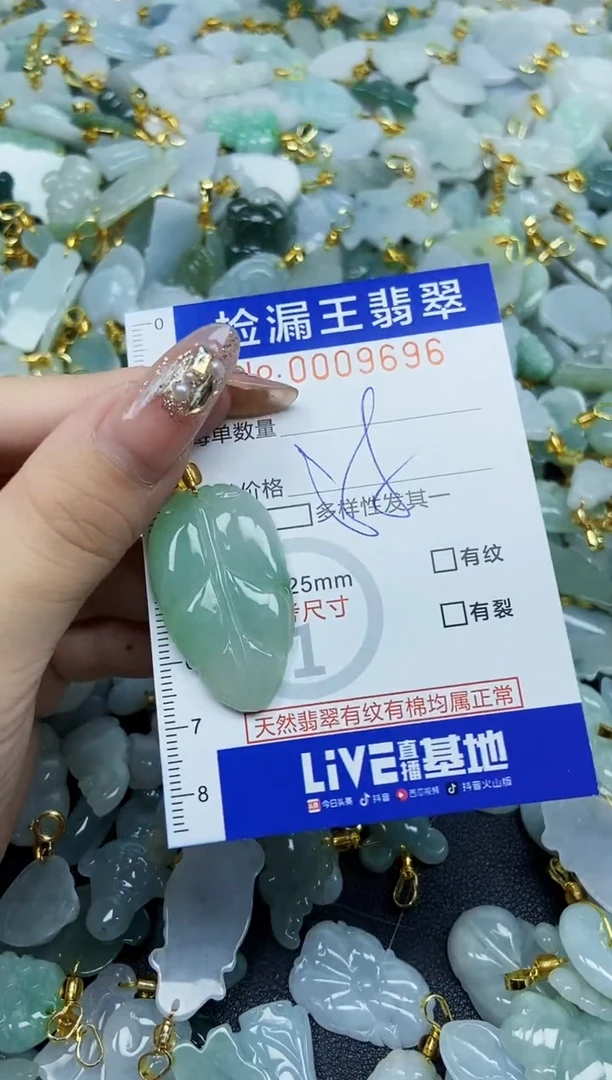 捡漏王翡翠
No.0009696
每单数量
价格
多样性发其一
25mm
尺寸
有纹
有裂
1
天然翡翠有纹有棉均属正常
LiVE直播基地
今日头条 抖音 西瓜视频 抖音火山版
0
7
8